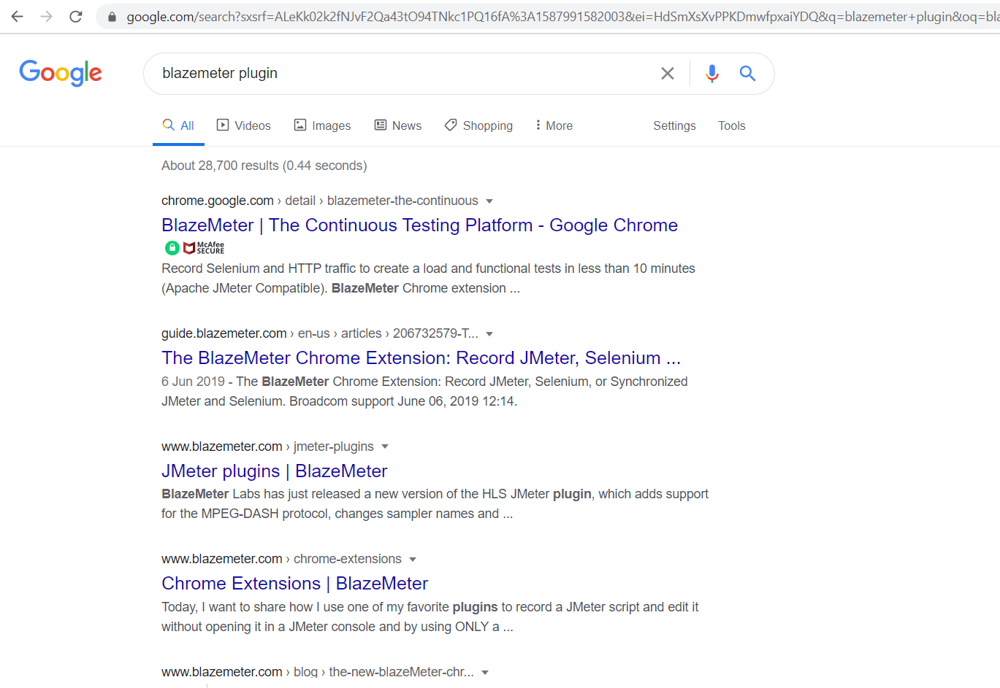 google.com/search?sxsrf=ALeKk02k2fNJvF2Qa43tO94TNkc1PQ16fA%3A1587991582003&ei=HdSmXsXvPPKDmwfpxaiYDQ&q=blazemeter+plugin&oq=bla
Google
blazemeter plugin
All Videos Images News Shopping More Settings Tools
About 28,700 results (0.44 seconds)
chrome.google.com › detail › blazemeter-the-continuous
BlazeMeter | The Continuous Testing Platform - Google Chrome
McAfee
SECURE
Record Selenium and HTTP traffic to create a load and functional tests in less than 10 minutes
(Apache JMeter Compatible). BlazeMeter Chrome extension ...
guide.blazemeter.com › en-us › articles › 206732579-T...
The BlazeMeter Chrome Extension: Record JMeter, Selenium ...
6 Jun 2019 - The BlazeMeter Chrome Extension: Record JMeter, Selenium, or Synchronized
JMeter and Selenium. Broadcom support June 06, 2019 12:14.
www.blazemeter.com › jmeter-plugins
JMeter plugins | BlazeMeter
BlazeMeter Labs has just released a new version of the HLS JMeter plugin, which adds support
for the MPEG-DASH protocol, changes sampler names and ...
www.blazemeter.com › chrome-extensions
Chrome Extensions | BlazeMeter
Today, I want to share how I use one of my favorite plugins to record a JMeter script and edit it
without opening it in a JMeter console and by using ONLY a ...
www.blazemeter.com › blog › the-new-blazeMeter-chr...